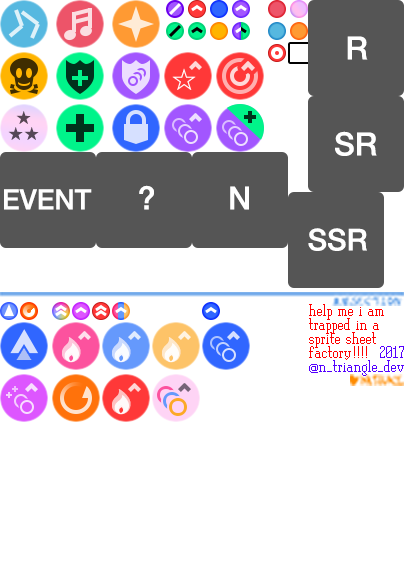 R
SR
EVENT
?
N
SSR
help me i am
trapped in a
sprite sheet
factory!!!! 2017
@n_triangle_dev